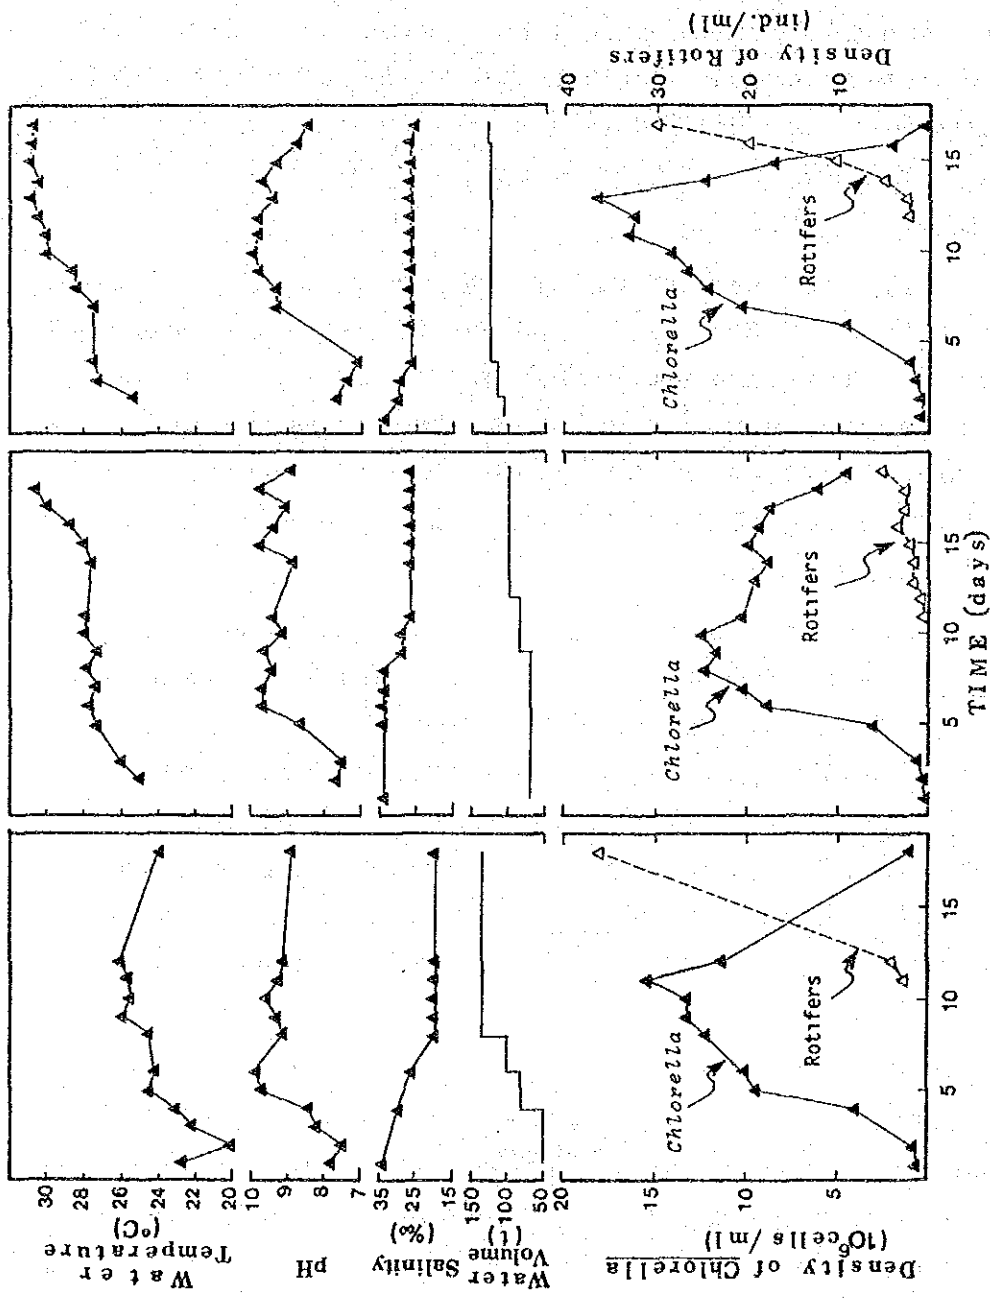 Water
Temperature
(°C)
30
28
26
24
22
20
pH
10
9
8
7
Salinity
(‰)
35
25
15
Water
Volume
(t)
150
100
50
Density of Chlorella
(10⁶cells/ml)
20
15
10
5
Chlorella
Rotifers
Chlorella
Rotifers
Chlorella
Rotifers
Density of Rotifers
(ind./ml)
40
30
20
10
5
10
15
5
10
15
5
10
15
TIME (days)